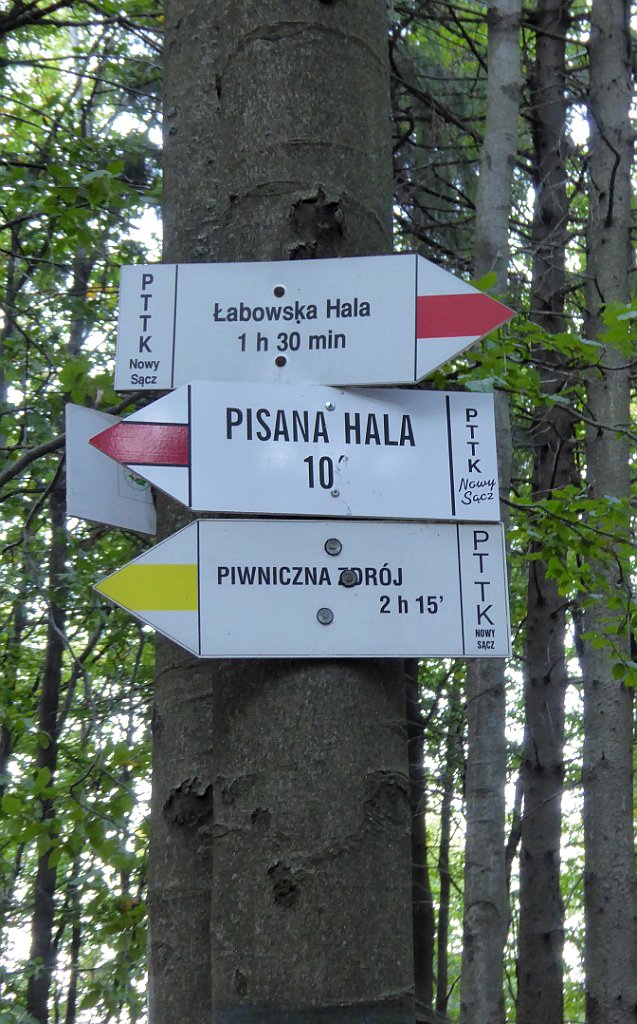 PTTK
Nowy
Sącz
Łabowska Hala
1 h 30 min
PISANA HALA
10'
PTTK
Nowy
Sącz
PIWNICZNA ZDRÓJ
2 h 15'
PTTK
NOWY
SĄCZ